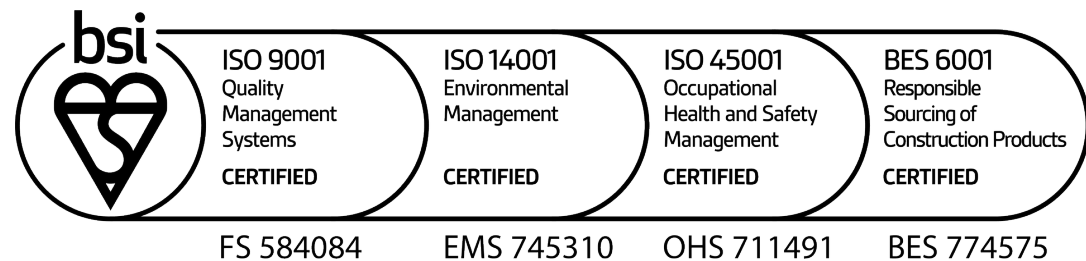 bsi
ISO 9001
Quality
Management
Systems
CERTIFIED
FS 584084
ISO 14001
Environmental
Management
CERTIFIED
EMS 745310
ISO 45001
Occupational
Health and Safety
Management
CERTIFIED
OHS 711491
BES 6001
Responsible
Sourcing of
Construction Products
CERTIFIED
BES 774575